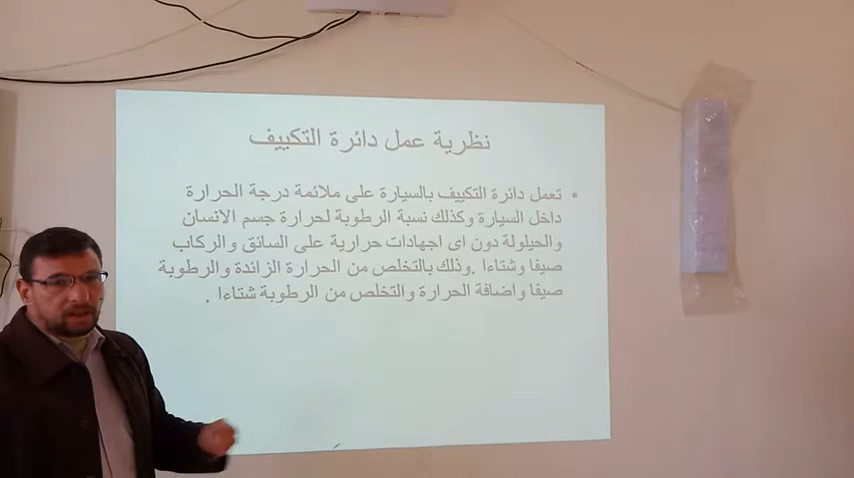 نظرية عمل دائرة التكييف
• تعمل دائرة التكييف بالسيارة على ملائمة درجة الحرارة
داخل السيارة وكذلك نسبة الرطوبة لحرارة جسم الانسان
والحيلولة دون اى اجهادات حرارية على السائق والركاب
صيفا وشتاءا .وذلك بالتخلص من الحرارة الزائدة والرطوبة
صيفا واضافة الحرارة والتخلص من الرطوبة شتاءا .